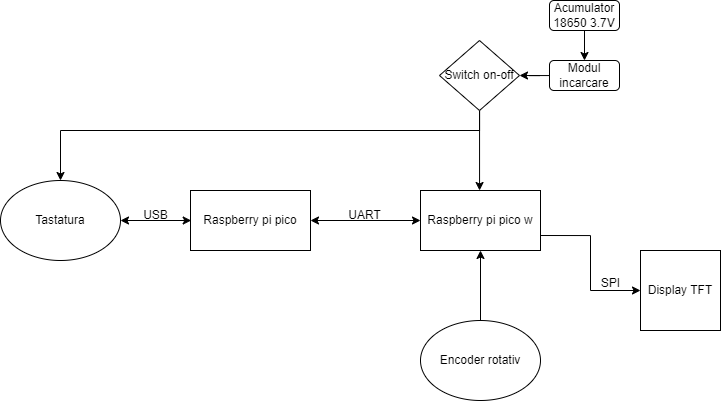 Acumulator
18650 3.7V
Switch on-off
Modul
incarcare
Tastatura
USB
Raspberry pi pico
UART
Raspberry pi pico w
SPI
Display TFT
Encoder rotativ